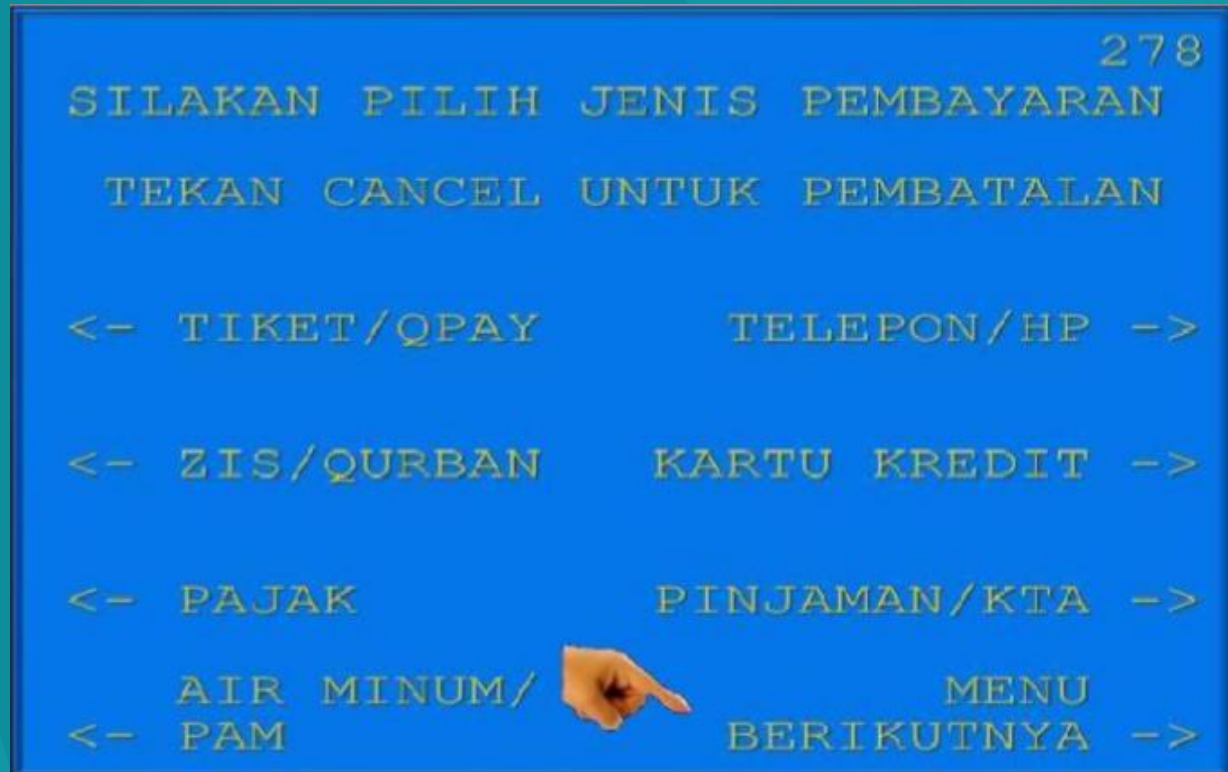 278
SILAKAN PILIH JENIS PEMBAYARAN
TEKAN CANCEL UNTUK PEMBATALAN
<- TIKET/QPAY TELEPON/HP ->
<- ZIS/QURBAN KARTU KREDIT ->
<- PAJAK PINJAMAN/KTA ->
AIR MINUM/ MENU
<- PAM BERIKUTNYA ->